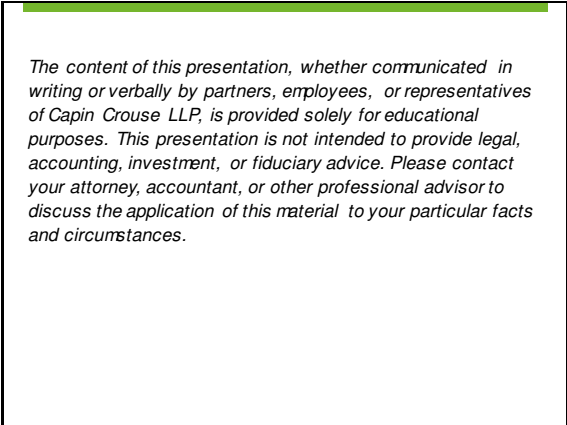 The content of this presentation, whether communicated in
writing or verbally by partners, employees, or representatives
of Capin Crouse LLP, is provided solely for educational
purposes. This presentation is not intended to provide legal,
accounting, investment, or fiduciary advice. Please contact
your attorney, accountant, or other professional advisor to
discuss the application of this material to your particular facts
and circumstances.